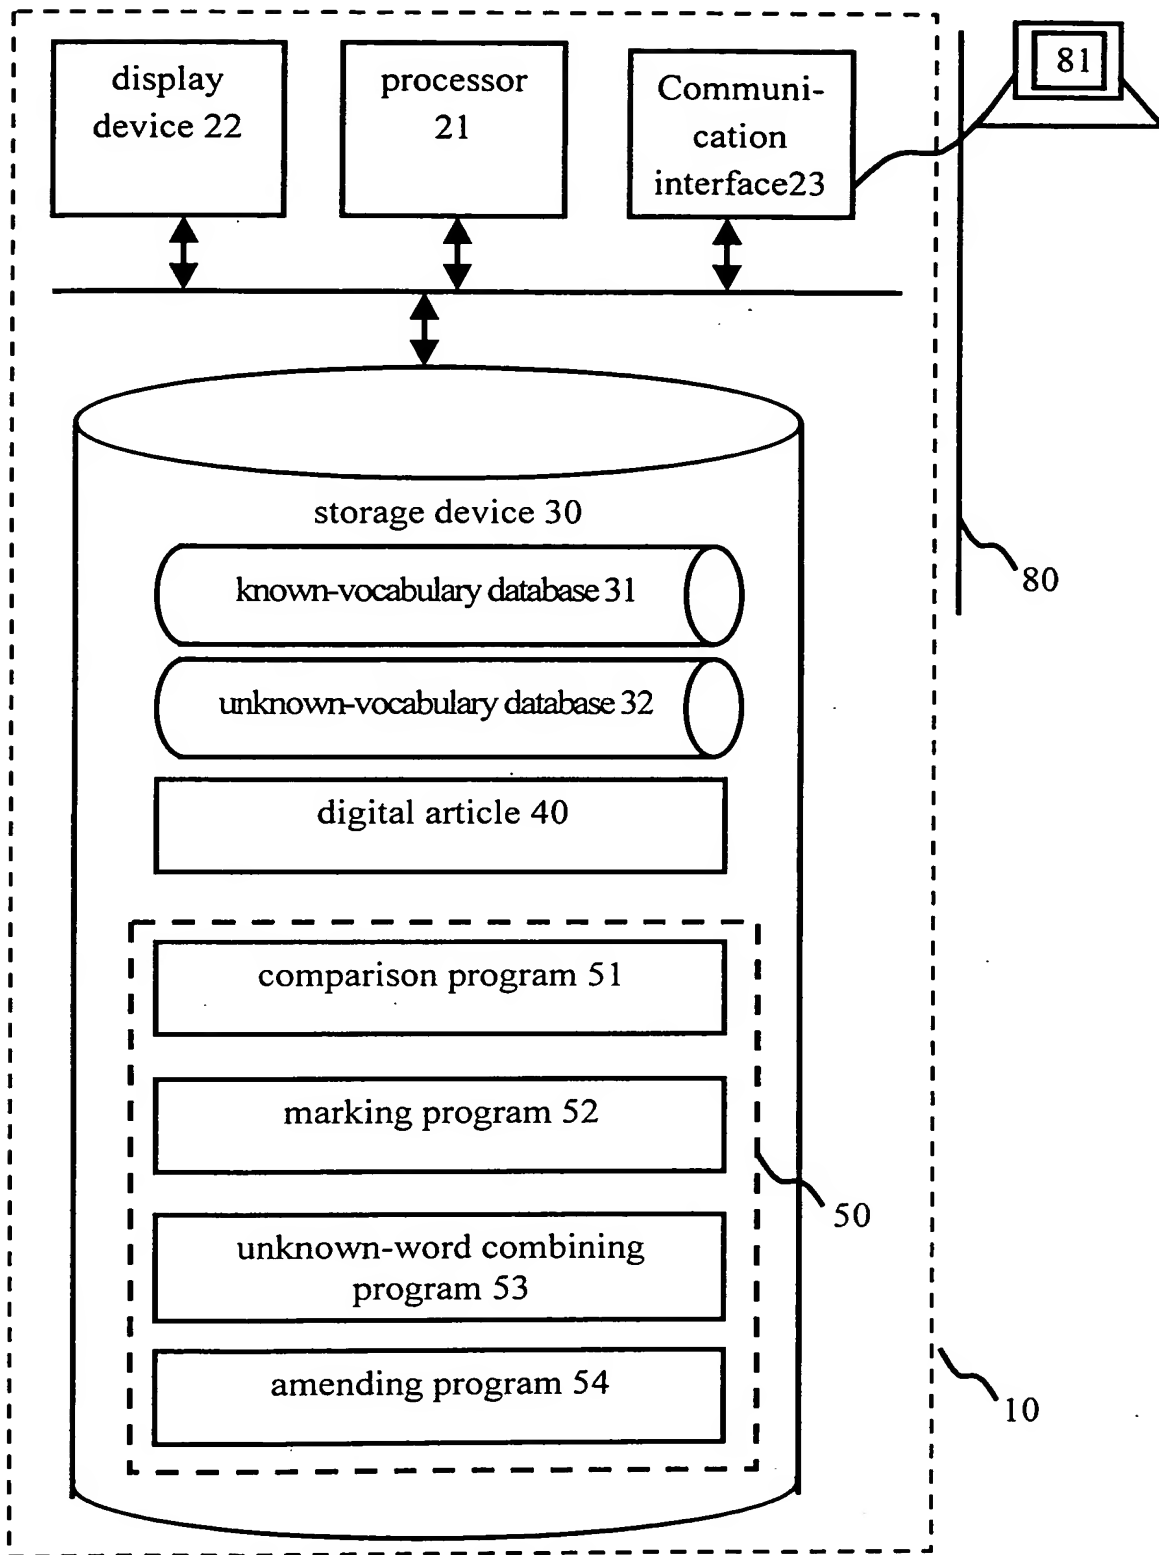 display
device 22
processor
21
Communi-
cation
interface23
81
storage device 30
known-vocabulary database 31
80
unknown-vocabulary database 32
digital article 40
comparison program 51
marking program 52
50
unknown-word combining
program 53
amending program 54
10